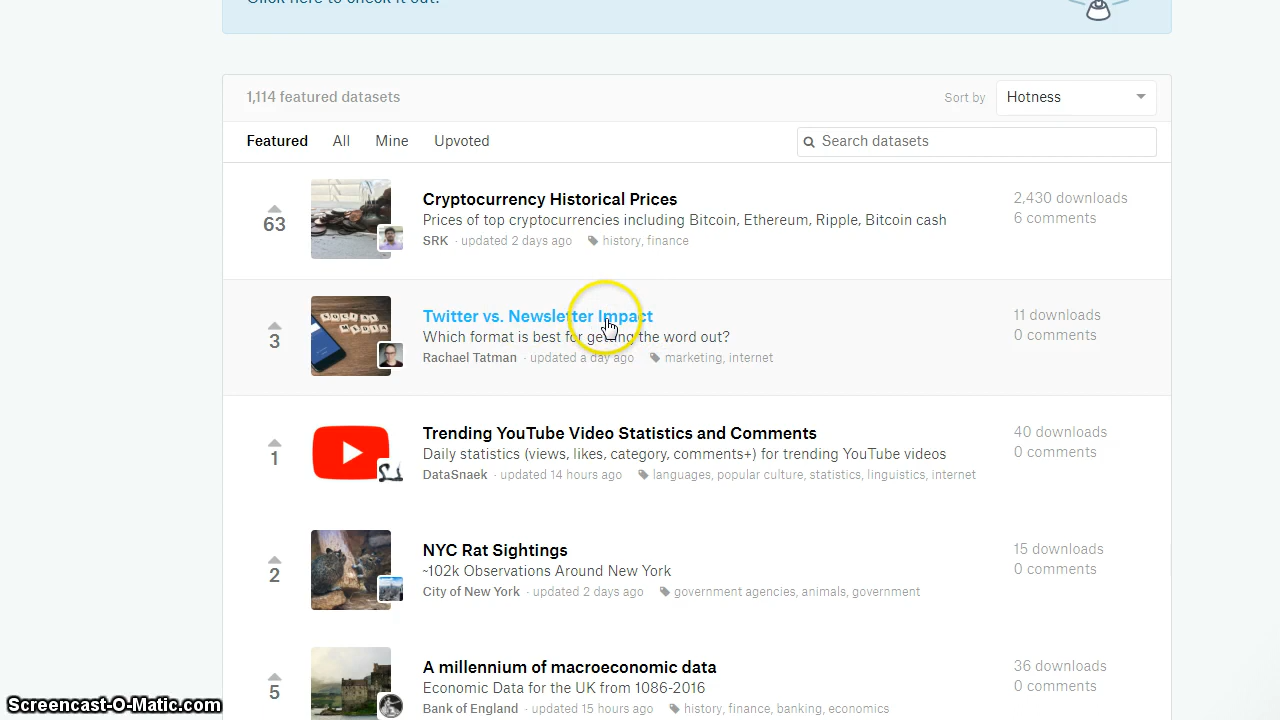 Click here to check it out.
1,114 featured datasets
Sort by
Hotness
Featured All Mine Upvoted
Search datasets
63
Cryptocurrency Historical Prices
Prices of top cryptocurrencies including Bitcoin, Ethereum, Ripple, Bitcoin cash
SRK · updated 2 days ago history, finance
2,430 downloads
6 comments
3
SOCIAL
MEDIA
Twitter vs. Newsletter Impact
Which format is best for getting the word out?
Rachael Tatman · updated a day ago marketing, internet
11 downloads
0 comments
1
Trending YouTube Video Statistics and Comments
Daily statistics (views, likes, category, comments+) for trending YouTube videos
DataSnaek · updated 14 hours ago languages, popular culture, statistics, linguistics, internet
40 downloads
0 comments
2
NYC Rat Sightings
~102k Observations Around New York
City of New York · updated 2 days ago government agencies, animals, government
15 downloads
0 comments
5
A millennium of macroeconomic data
Economic Data for the UK from 1086-2016
Bank of England · updated 15 hours ago history, finance, banking, economics
36 downloads
0 comments
Screencast-O-Matic.com